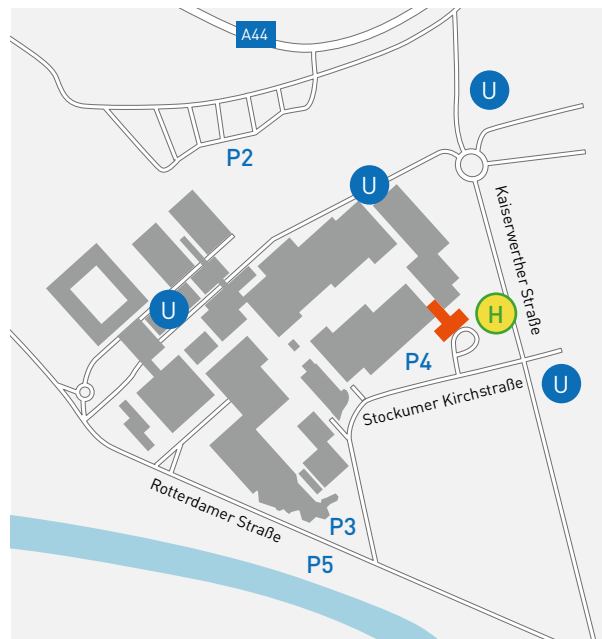 A44
U
P2
U
Kaiserwerther Straße
U
H
P4
U
Stockumer Kirchstraße
Rotterdamer Straße
P3
P5